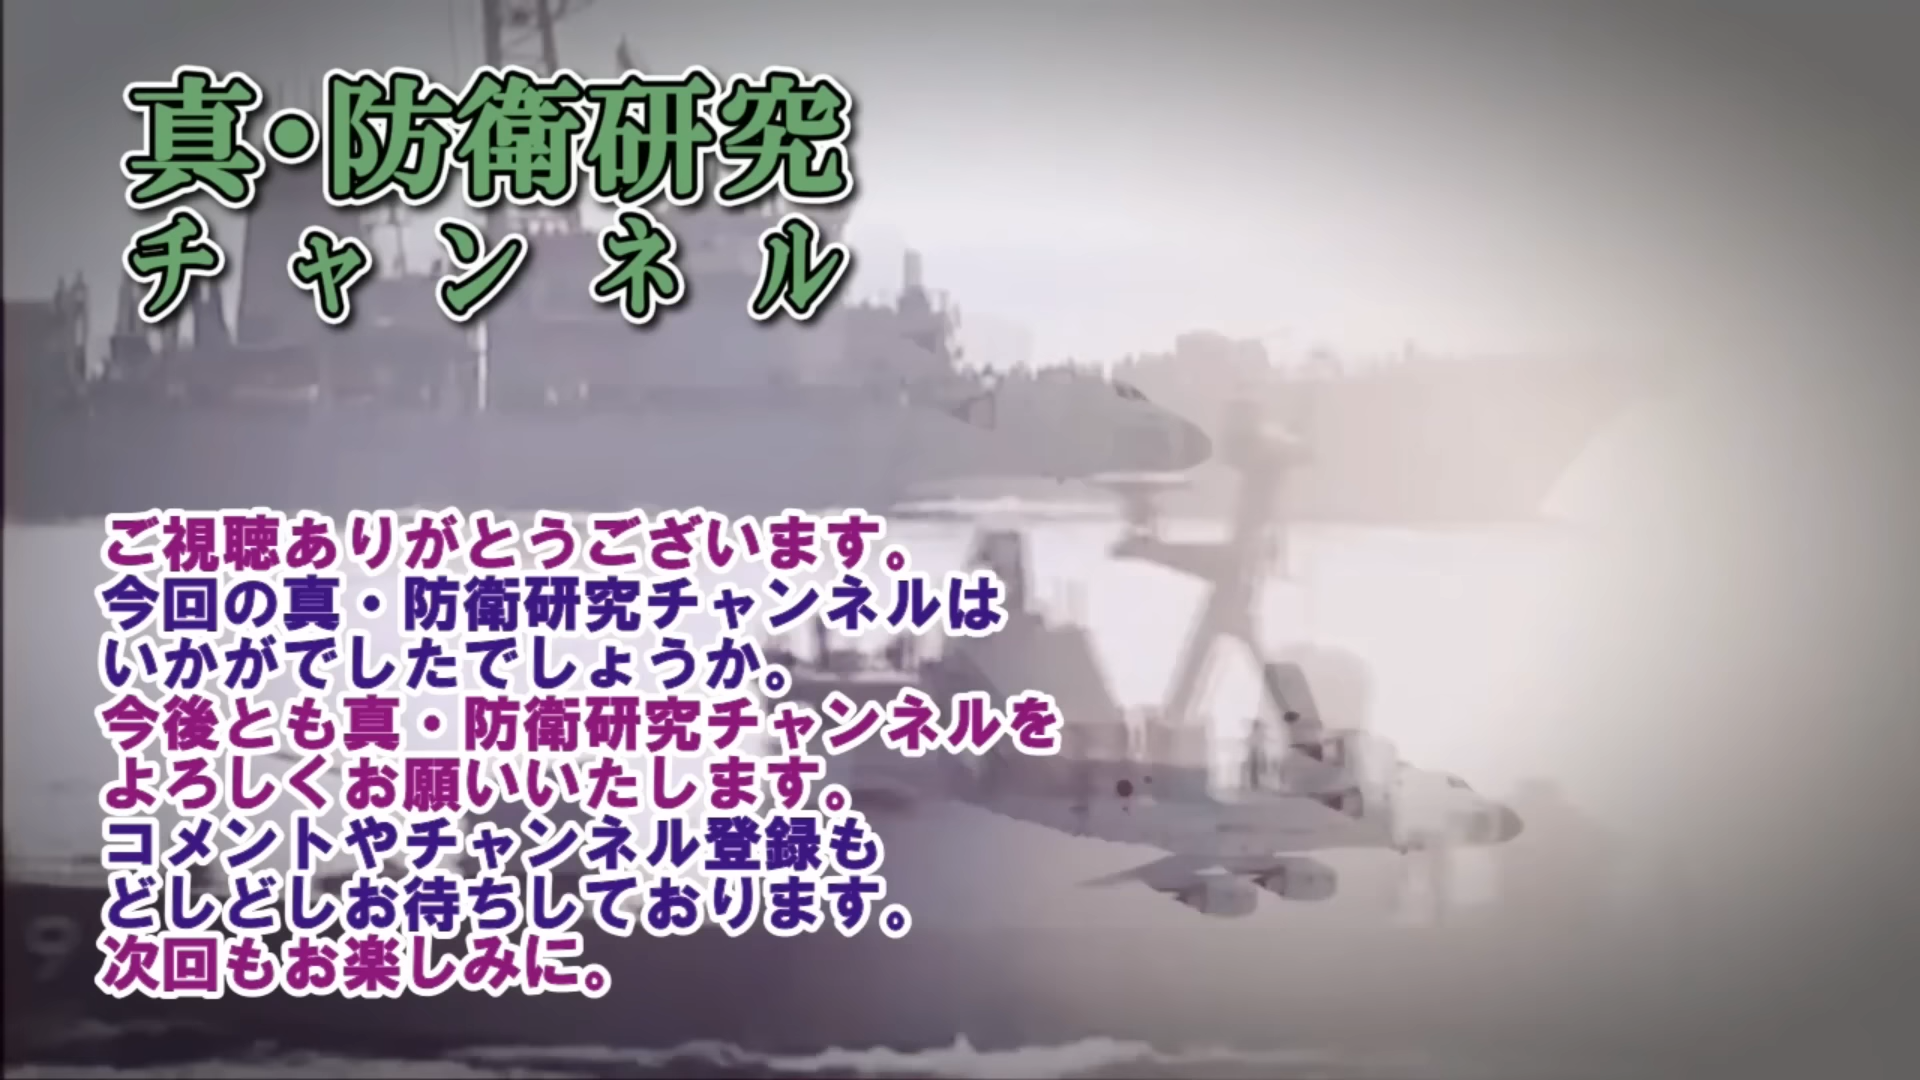 真・防衛研究
チャンネル
ご視聴ありがとうございます。
今回の真・防衛研究チャンネルは
いかがでしたでしょうか。
今後とも真・防衛研究チャンネルを
よろしくお願いいたします。
コメントやチャンネル登録も
どしどしお待ちしております。
次回もお楽しみに。
9